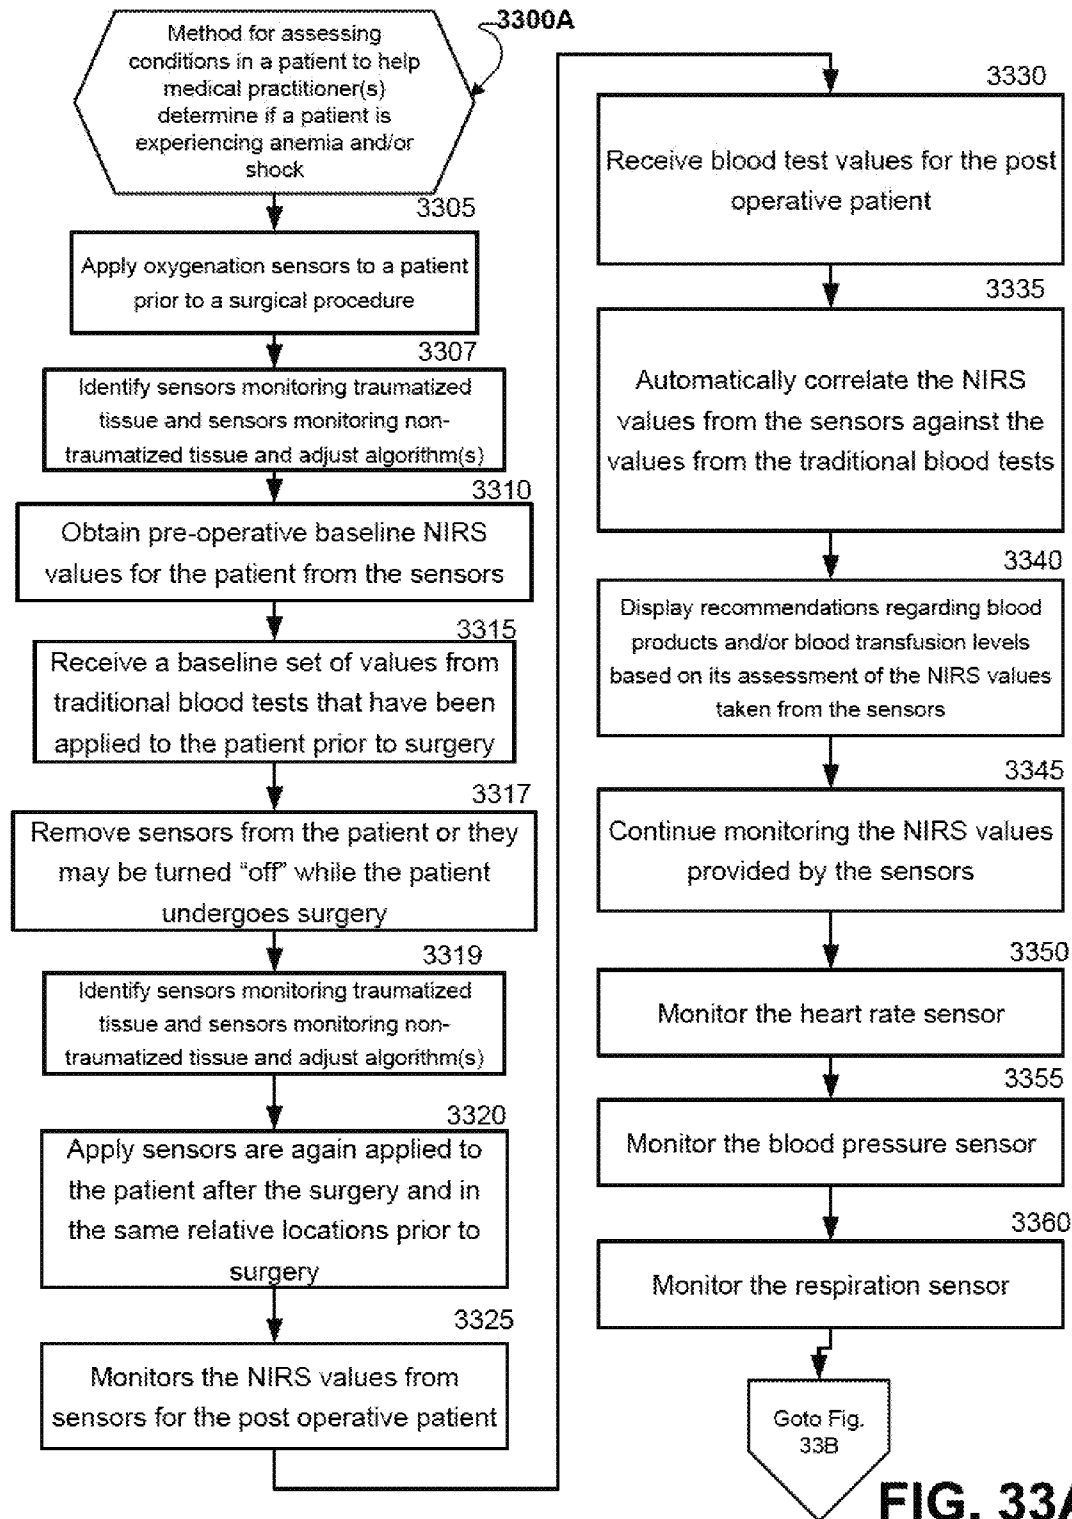 Method for assessing
conditions in a patient to help
medical practitioner(s)
determine if a patient is
experiencing anemia and/or
shock
3300A
3305
Apply oxygenation sensors to a patient
prior to a surgical procedure
3307
Identify sensors monitoring traumatized
tissue and sensors monitoring non-
traumatized tissue and adjust algorithm(s)
3310
Obtain pre-operative baseline NIRS
values for the patient from the sensors
3315
Receive a baseline set of values from
traditional blood tests that have been
applied to the patient prior to surgery
3317
Remove sensors from the patient or they
may be turned “off” while the patient
undergoes surgery
3319
Identify sensors monitoring traumatized
tissue and sensors monitoring non-
traumatized tissue and adjust algorithm(s)
3320
Apply sensors are again applied to
the patient after the surgery and in
the same relative locations prior to
surgery
3325
Monitors the NIRS values from
sensors for the post operative patient
3330
Receive blood test values for the post
operative patient
3335
Automatically correlate the NIRS
values from the sensors against the
values from the traditional blood tests
3340
Display recommendations regarding blood
products and/or blood transfusion levels
based on its assessment of the NIRS values
taken from the sensors
3345
Continue monitoring the NIRS values
provided by the sensors
3350
Monitor the heart rate sensor
3355
Monitor the blood pressure sensor
3360
Monitor the respiration sensor
Goto Fig.
33B
FIG. 33A